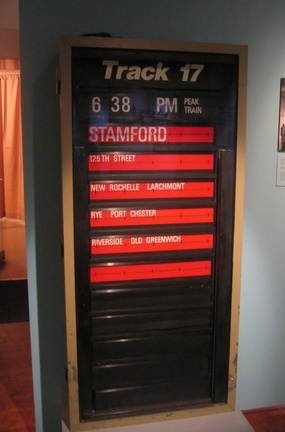 Track 17
6 38 PM PEAK TRAIN
STAMFORD
125TH STREET
NEW ROCHELLE LARCHMONT
RYE PORT CHESTER
RIVERSIDE OLD GREENWICH